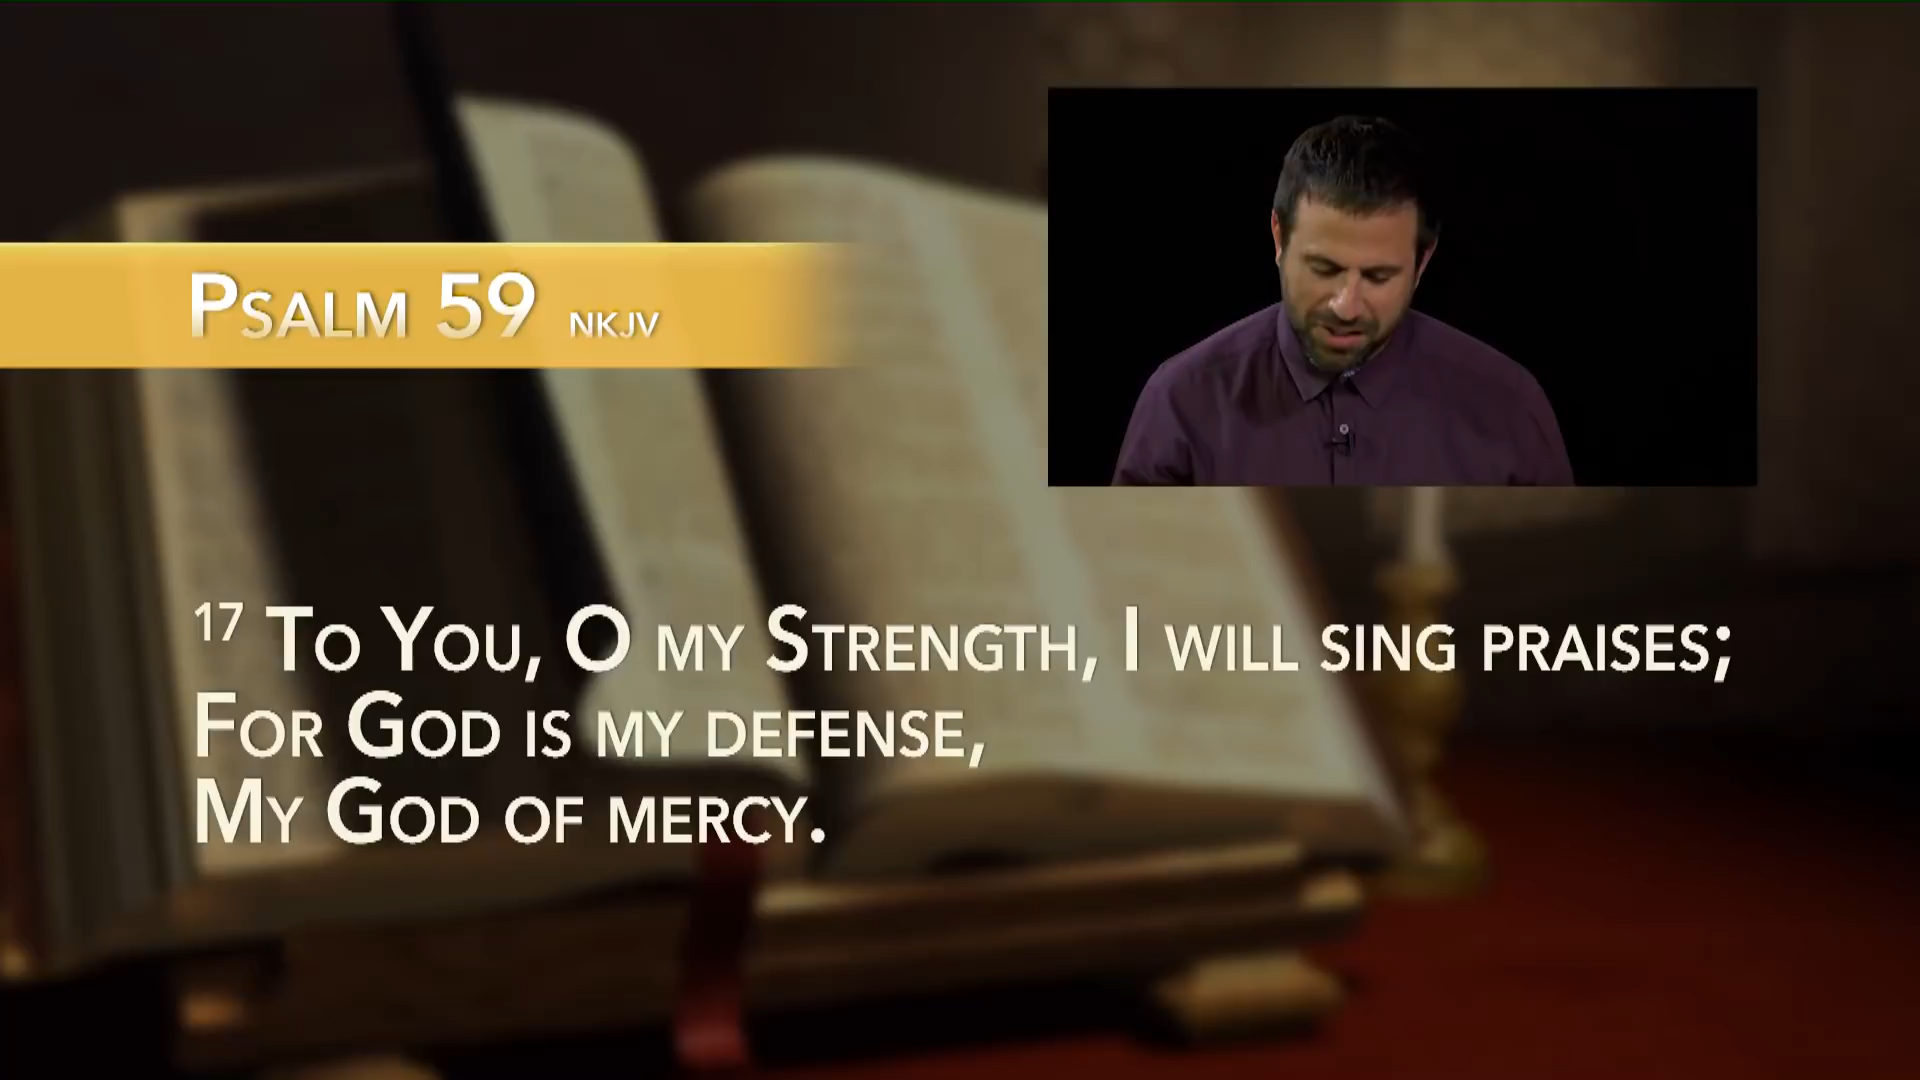 Psalm 59 NKJV
17 To You, O my Strength, I will sing praises;
For God is my defense,
My God of mercy.